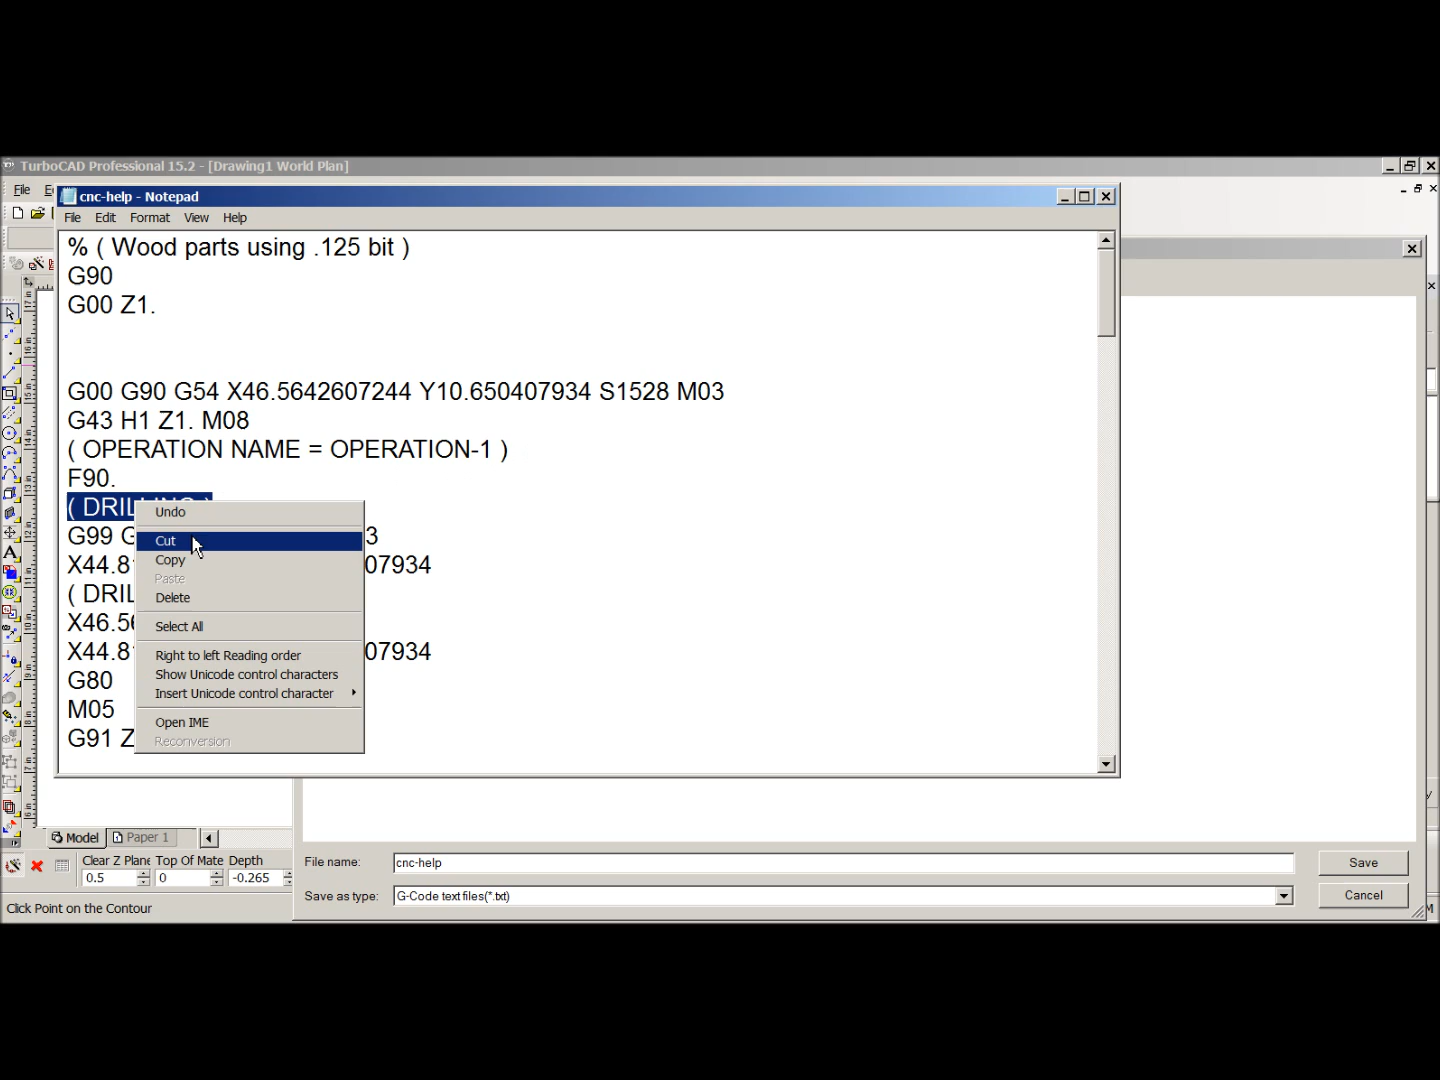 TurboCAD Professional 15.2 - [Drawing1 World Plan]
File
cnc-help - Notepad
File Edit Format View Help
% ( Wood parts using .125 bit )
G90
G00 Z1.
G00 G90 G54 X46.5642607244 Y10.650407934 S1528 M03
G43 H1 Z1. M08
( OPERATION NAME = OPERATION-1 )
F90.
Undo
G99
3
Cut
X44.8
07934
Copy
Paste
( DRIL
Delete
X46.5
Select All
X44.8
07934
Right to left Reading order
G80
Show Unicode control characters
M05
Insert Unicode control character
G91 Z
Open IME
Reconversion
Model Paper 1
Clear Z Plane Top Of Mate Depth
0.5 0 -0.265
File name: cnc-help Save
Save as type: G-Code text files(*.txt) Cancel
Click Point on the Contour